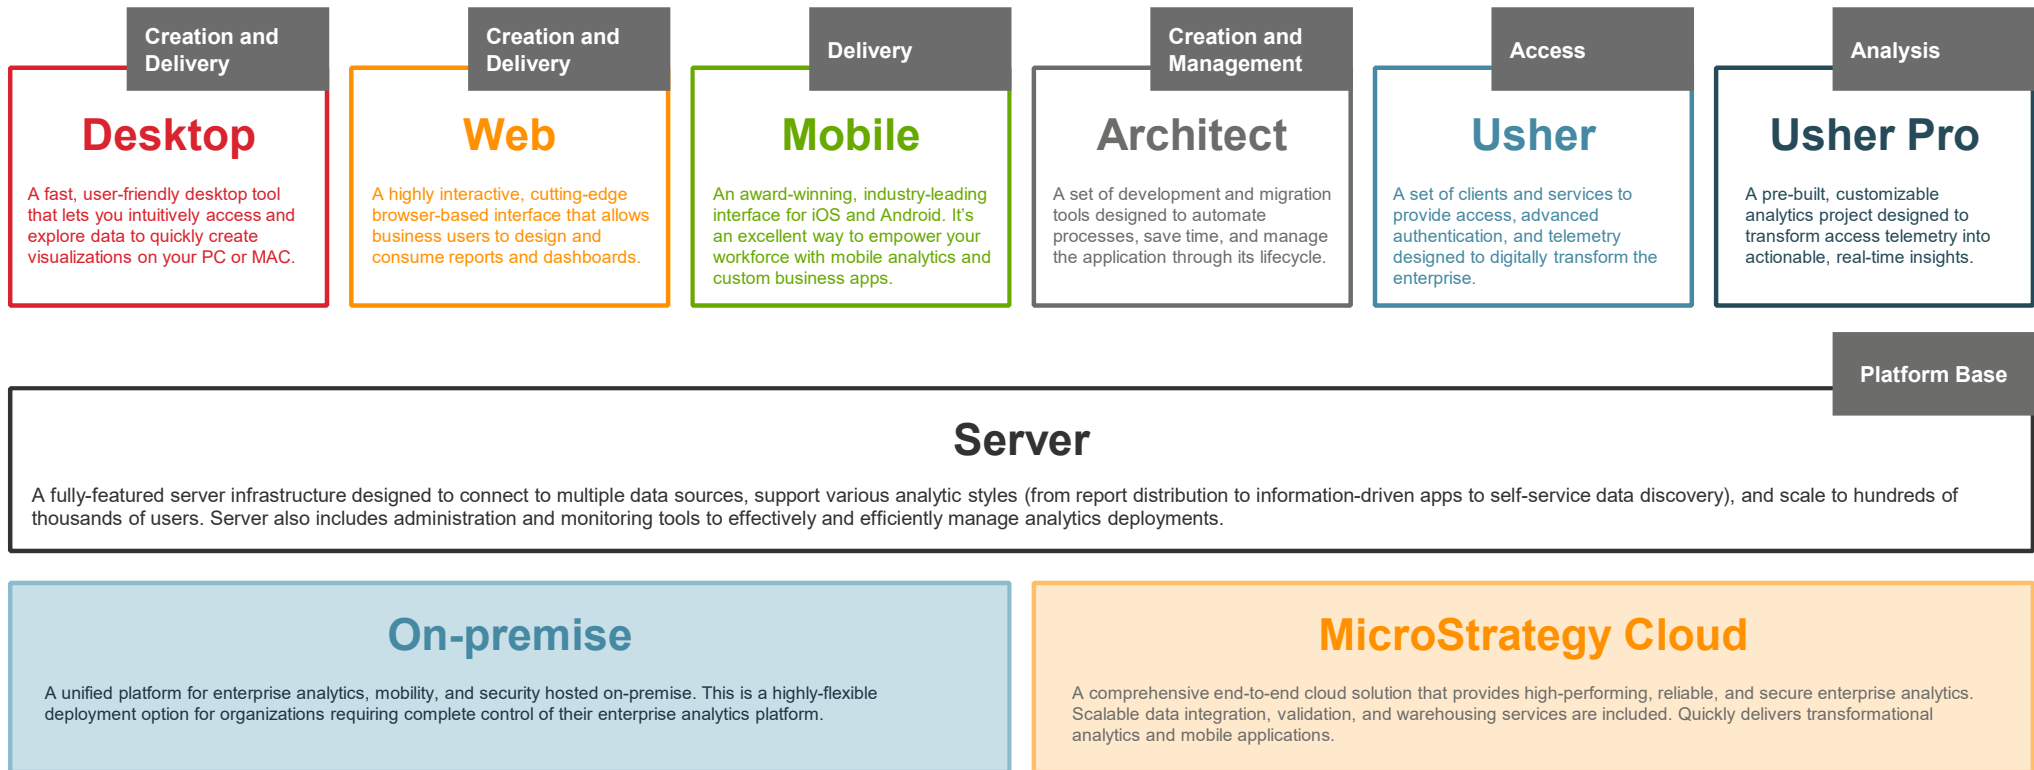 Creation and
Delivery
Desktop
A fast, user-friendly desktop tool
that lets you intuitively access and
explore data to quickly create
visualizations on your PC or MAC.
Creation and
Delivery
Web
A highly interactive, cutting-edge
browser-based interface that allows
business users to design and
consume reports and dashboards.
Delivery
Mobile
An award-winning, industry-leading
interface for iOS and Android. It’s
an excellent way to empower your
workforce with mobile analytics and
custom business apps.
Creation and
Management
Architect
A set of development and migration
tools designed to automate
processes, save time, and manage
the application through its lifecycle.
Access
Usher
A set of clients and services to
provide access, advanced
authentication, and telemetry
designed to digitally transform the
enterprise.
Analysis
Usher Pro
A pre-built, customizable
analytics project designed to
transform access telemetry into
actionable, real-time insights.
Platform Base
Server
A fully-featured server infrastructure designed to connect to multiple data sources, support various analytic styles (from report distribution to information-driven apps to self-service data discovery), and scale to hundreds of
thousands of users. Server also includes administration and monitoring tools to effectively and efficiently manage analytics deployments.
On-premise
A unified platform for enterprise analytics, mobility, and security hosted on-premise. This is a highly-flexible
deployment option for organizations requiring complete control of their enterprise analytics platform.
MicroStrategy Cloud
A comprehensive end-to-end cloud solution that provides high-performing, reliable, and secure enterprise analytics.
Scalable data integration, validation, and warehousing services are included. Quickly delivers transformational
analytics and mobile applications.